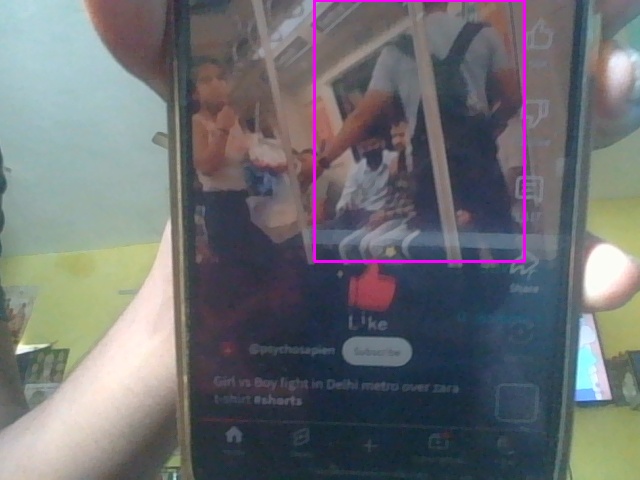 Share
Like
@psychosapien Subscribe
Girl vs Boy fight in Delhi metro over zara
t-shirt #shorts